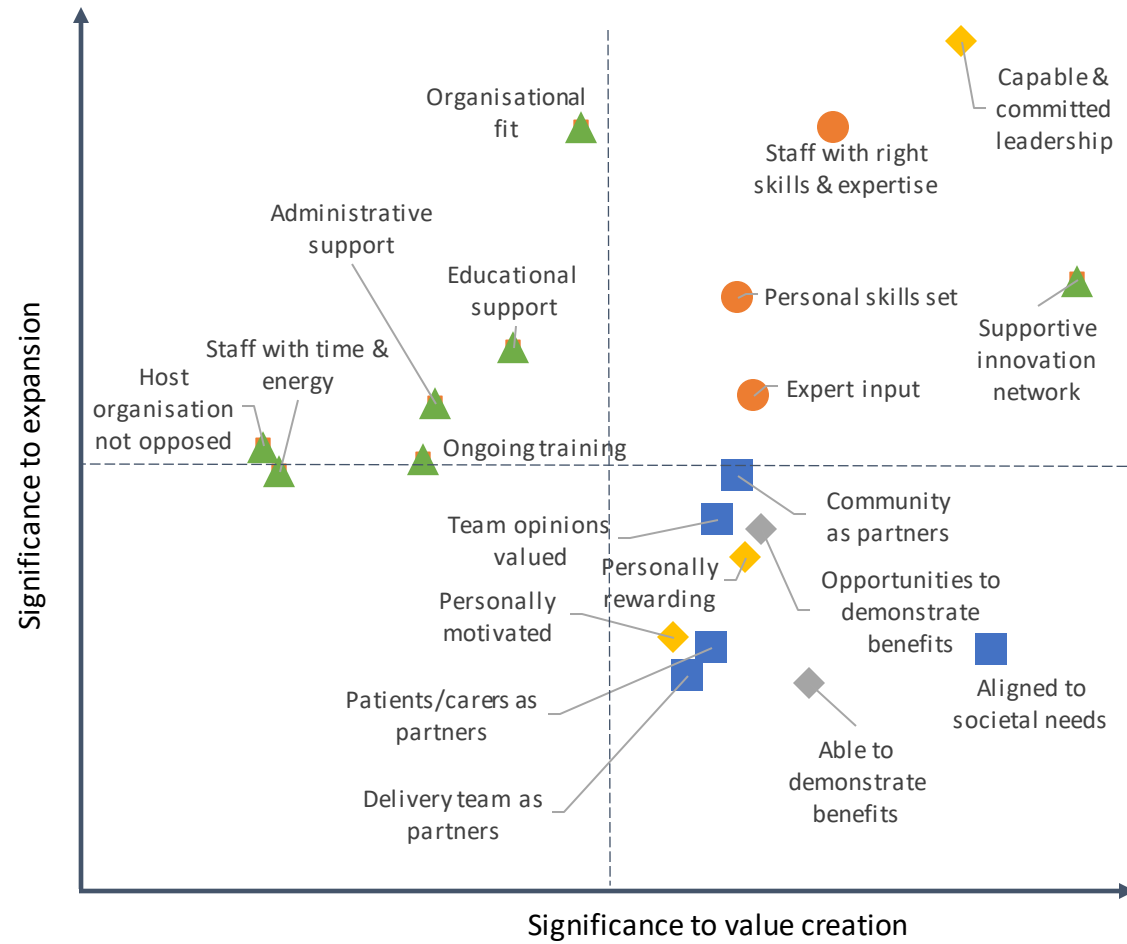 Capable &
committed
leadership
Organisational
fit
Staff with right
skills & expertise
Administrative
support
Educational
support
Personal skills set
Supportive
innovation
network
Staff with time &
energy
Host
organisation
not opposed
Expert input
Ongoing training
Significance to expansion
Community
as partners
Team opinions
valued
Personally
rewarding
Opportunities to
demonstrate
benefits
Personally
motivated
Aligned to
societal needs
Patients/carers as
partners
Able to
demonstrate
benefits
Delivery team as
partners
Significance to value creation